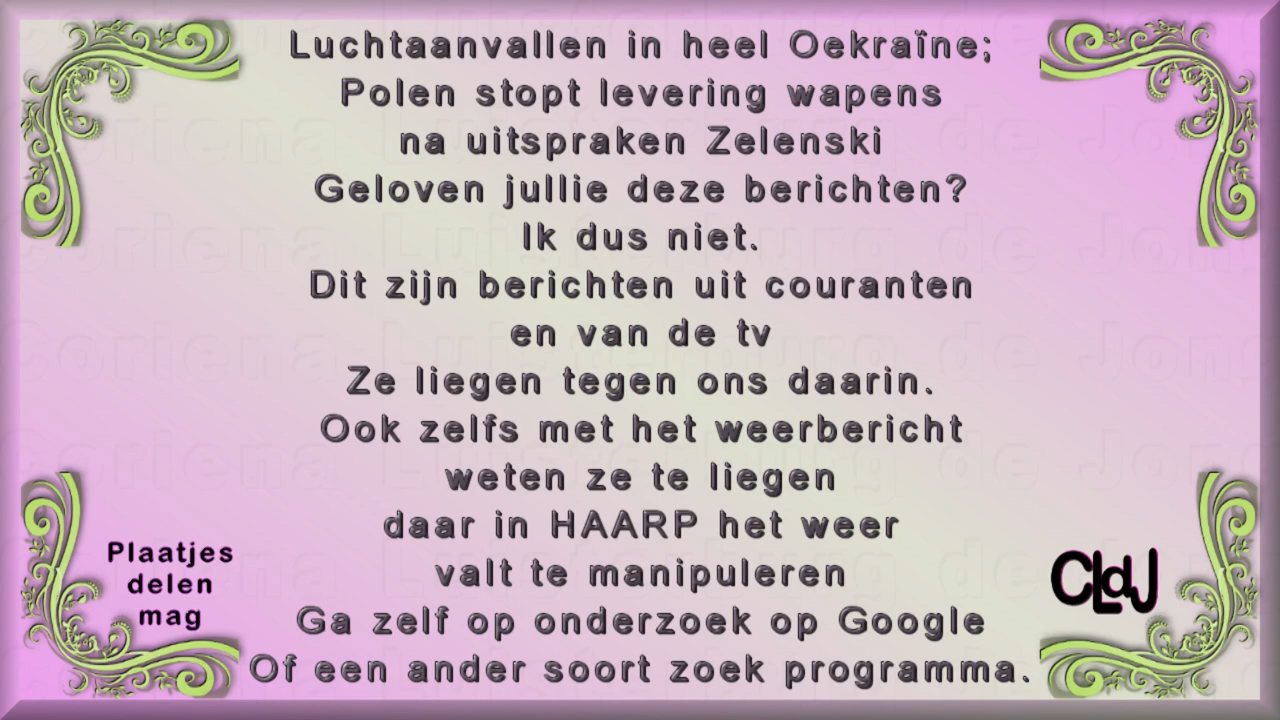 Luchtaanvallen in heel Oekraïne;
Polen stopt levering wapens
na uitspraken Zelenski
Geloven jullie deze berichten?
Ik dus niet.
Dit zijn berichten uit couranten
en van de tv
Ze liegen tegen ons daarin.
Ook zelfs met het weerbericht
weten ze te liegen
daar in HAARP het weer
valt te manipuleren
Ga zelf op onderzoek op Google
Of een ander soort zoek programma.
Plaatjes
delen
mag
CLdJ